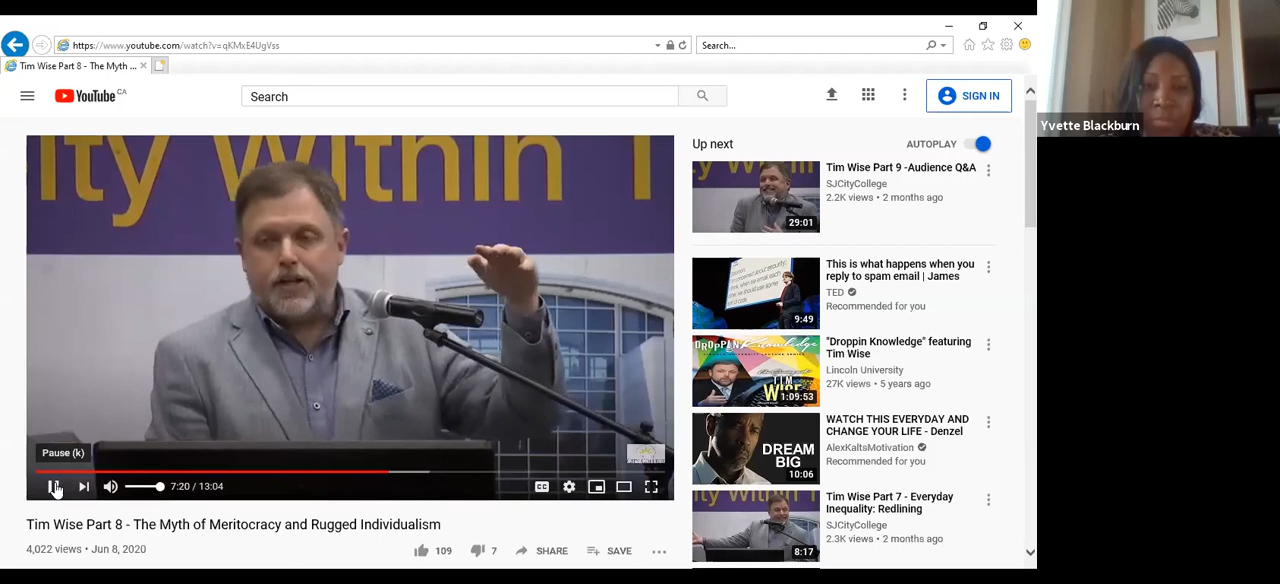 https://www.youtube.com/watch?v=qKMxE4UgVss
Search...
Tim Wise Part 8 - The Myth ...
YouTube CA
Search
SIGN IN
Yvette Blackburn
ity Within T
Pause (k)
7:20 / 13:04
CC
Tim Wise Part 8 - The Myth of Meritocracy and Rugged Individualism
4,022 views • Jun 8, 2020
109
7
SHARE
SAVE
Up next
AUTOPLAY
Tim Wise Part 9 -Audience Q&A
SJCityCollege
2.2K views • 2 months ago
29:01
This is what happens when you
reply to spam email | James
TED
Recommended for you
9:49
"Droppin Knowledge" featuring
Tim Wise
Lincoln University
27K views • 5 years ago
DROPPIN Knowledge
TIM
WISE
1:09:53
WATCH THIS EVERYDAY AND
CHANGE YOUR LIFE - Denzel
AlexKaltsMotivation
Recommended for you
DREAM
BIG
10:06
Tim Wise Part 7 - Everyday
Inequality: Redlining
SJCityCollege
2.3K views • 2 months ago
8:17